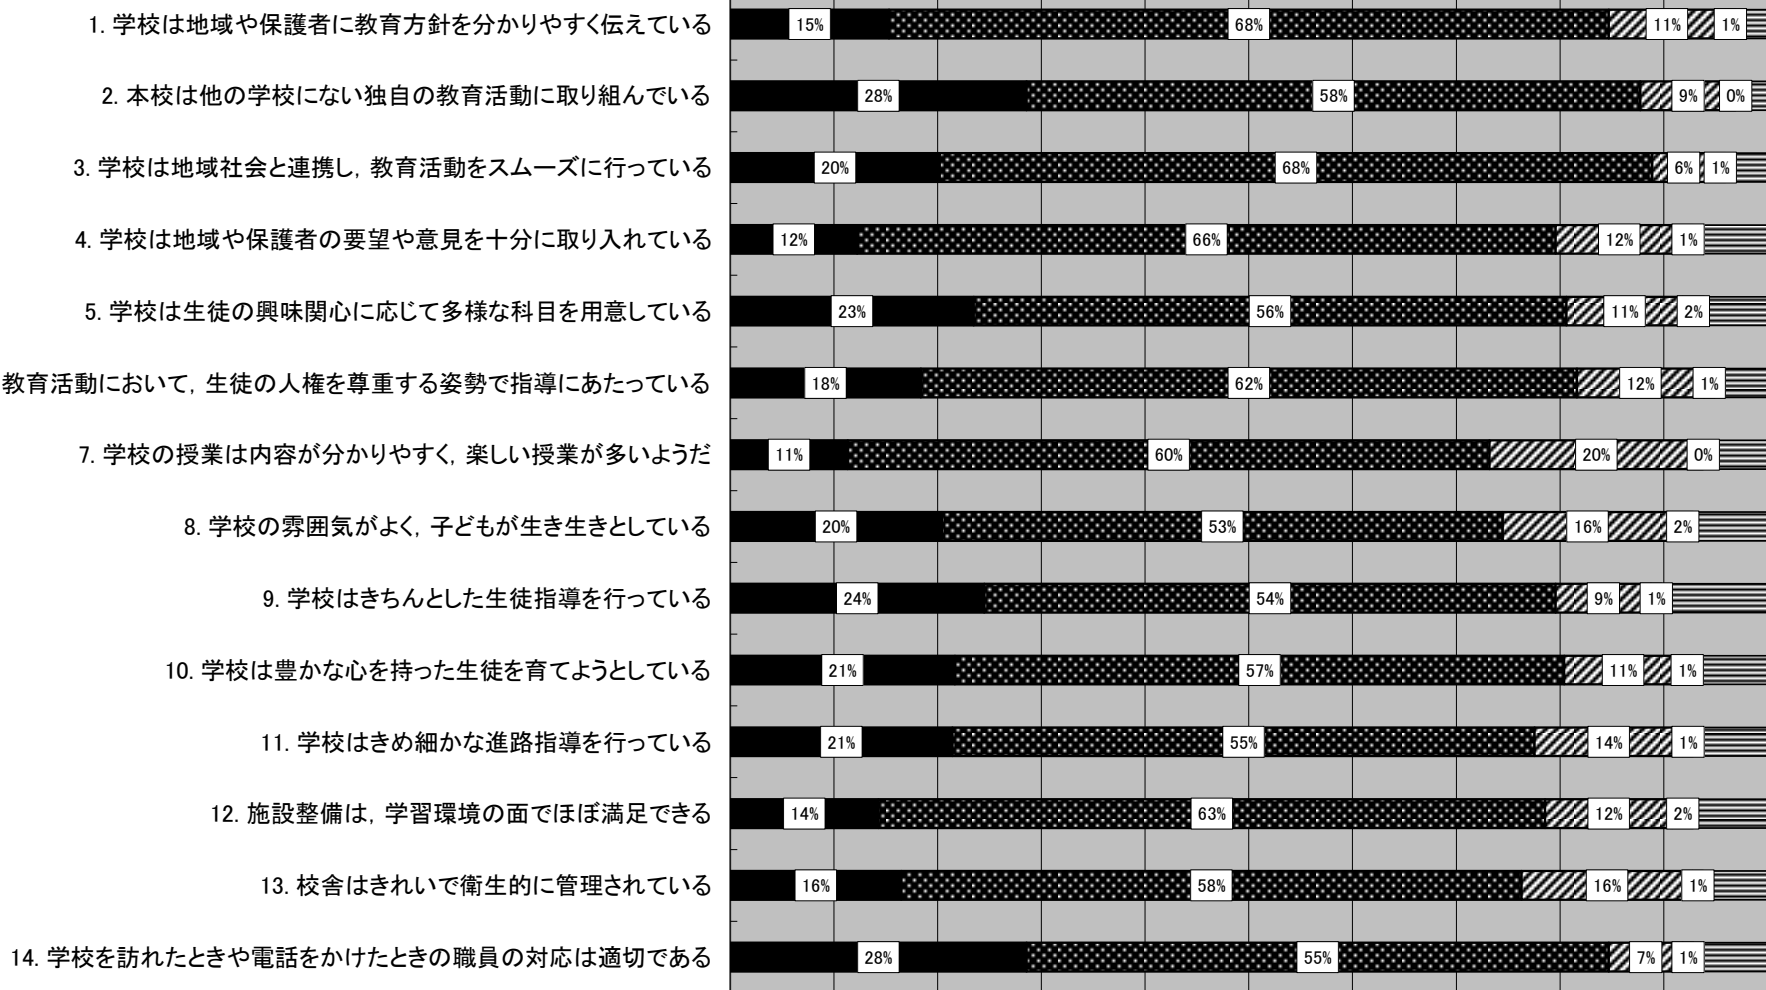 1. 学校は地域や保護者に教育方針を分かりやすく伝えている 15% 68% 11% 1%
2. 本校は他の学校にない独自の教育活動に取り組んでいる 28% 58% 9% 0%
3. 学校は地域社会と連携し，教育活動をスムーズに行っている 20% 68% 6% 1%
4. 学校は地域や保護者の要望や意見を十分に取り入れている 12% 66% 12% 1%
5. 学校は生徒の興味関心に応じて多様な科目を用意している 23% 56% 11% 2%
教育活動において，生徒の人権を尊重する姿勢で指導にあたっている 18% 62% 12% 1%
7. 学校の授業は内容が分かりやすく，楽しい授業が多いようだ 11% 60% 20% 0%
8. 学校の雰囲気がよく，子どもが生き生きとしている 20% 53% 16% 2%
9. 学校はきちんとした生徒指導を行っている 24% 54% 9% 1%
10. 学校は豊かな心を持った生徒を育てようとしている 21% 57% 11% 1%
11. 学校はきめ細かな進路指導を行っている 21% 55% 14% 1%
12. 施設整備は，学習環境の面でほぼ満足できる 14% 63% 12% 2%
13. 校舎はきれいで衛生的に管理されている 16% 58% 16% 1%
14. 学校を訪れたときや電話をかけたときの職員の対応は適切である 28% 55% 7% 1%